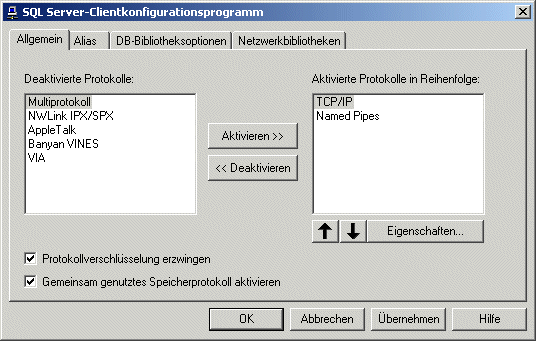 SQL Server-Clientkonfigurationsprogramm
Allgemein Alias DB-Bibliotheksoptionen Netzwerkbibliotheken
Deaktivierte Protokolle:
Multiprotokoll
NWLink IPX/SPX
AppleTalk
Banyan VINES
VIA
Aktivieren >>
<< Deaktivieren
Aktivierte Protokolle in Reihenfolge:
TCP/IP
Named Pipes
Eigenschaften...
Protokollverschlüsselung erzwingen
Gemeinsam genutztes Speicherprotokoll aktivieren
OK Abbrechen Übernehmen Hilfe